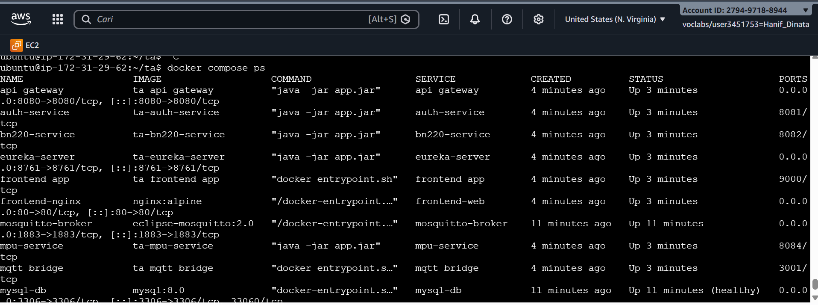 aws
Cari
[Alt+S]
United States (N. Virginia)
Account ID: 2794-9718-8944
voclabs/user3451753=Hanif_Dinata
EC2
ubuntu@ip-172-31-29-62:~/ta$ ^C
ubuntu@ip-172-31-29-62:~/ta$ docker compose ps
NAME IMAGE COMMAND SERVICE CREATED STATUS PORTS
api gateway ta api gateway "java -jar app.jar" api gateway 4 minutes ago Up 3 minutes 0.0.0
.0:8080->8080/tcp, [::]:8080->8080/tcp
auth-service ta-auth-service "java -jar app.jar" auth-service 4 minutes ago Up 3 minutes 8081/
tcp
bn220-service ta-bn220-service "java -jar app.jar" bn220-service 4 minutes ago Up 3 minutes 8082/
tcp
eureka-server ta-eureka-server "java -jar app.jar" eureka-server 4 minutes ago Up 3 minutes 0.0.0
.0:8761->8761/tcp, [::]:8761->8761/tcp
frontend app ta frontend app "docker entrypoint.sh" frontend app 4 minutes ago Up 3 minutes 9000/
tcp
frontend-nginx nginx:alpine "/docker-entrypoint.…" frontend-web 4 minutes ago Up 3 minutes 0.0.0
.0:80->80/tcp, [::]:80->80/tcp
mosquitto-broker eclipse-mosquitto:2.0 "/docker-entrypoint.…" mosquitto-broker 11 minutes ago Up 11 minutes 0.0.0
.0:1883->1883/tcp, [::]:1883->1883/tcp
mpu-service ta-mpu-service "java -jar app.jar" mpu-service 4 minutes ago Up 3 minutes 8084/
tcp
mqtt bridge ta mqtt bridge "docker-entrypoint.s…" mqtt bridge 4 minutes ago Up 3 minutes 3001/
tcp
mysql-db mysql:8.0 "docker-entrypoint.s…" mysql-db 11 minutes ago Up 11 minutes (healthy) 0.0.0
.0:3306->3306/tcp, [::]:3306->3306/tcp, 33060/tcp